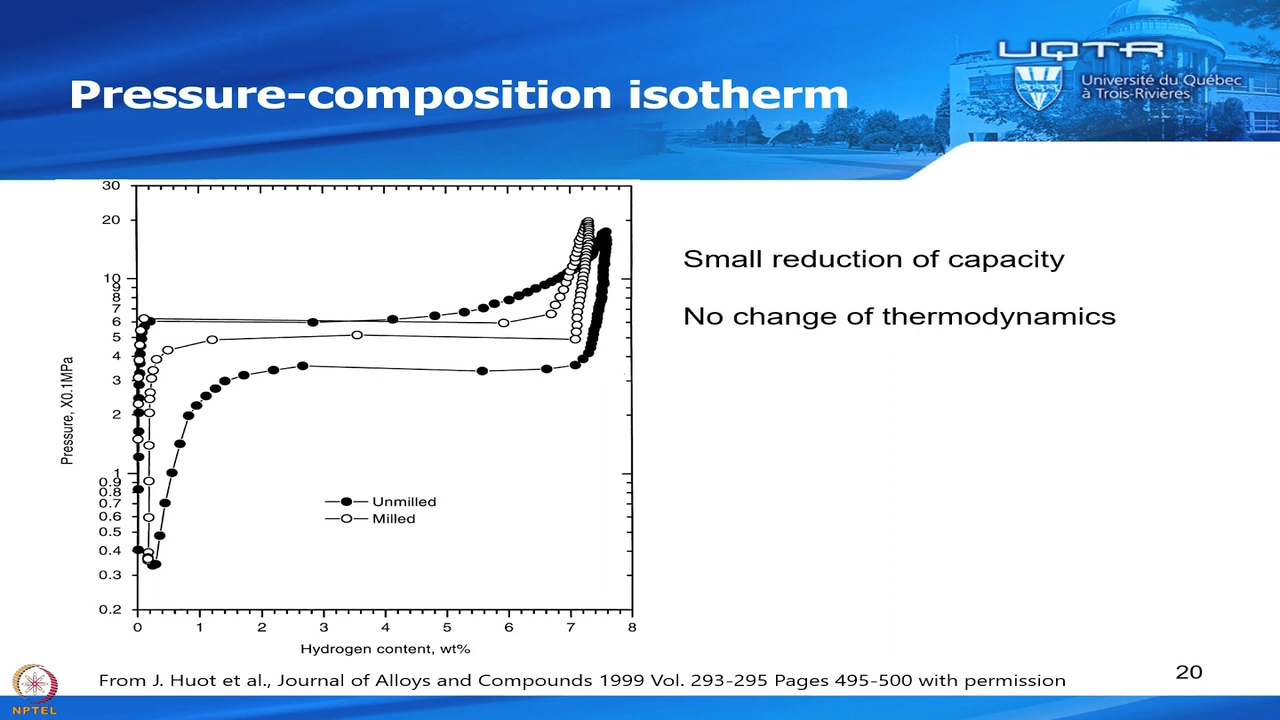 Pressure-composition isotherm
UQTR
Université du Québec
à Trois-Rivières
30
20
10
9
8
7
6
5
4
3
2
1
0.9
0.8
0.7
0.6
0.5
0.4
0.3
0.2
Pressure, X0.1MPa
Unmilled
Milled
0 1 2 3 4 5 6 7 8
Hydrogen content, wt%
Small reduction of capacity
No change of thermodynamics
From J. Huot et al., Journal of Alloys and Compounds 1999 Vol. 293-295 Pages 495-500 with permission
20
NPTEL